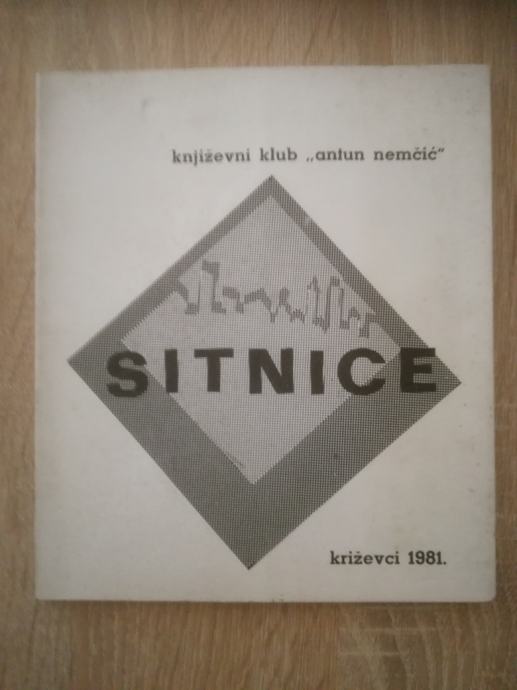 književni klub „antun nemčić”
SITNICE
križevci 1981.